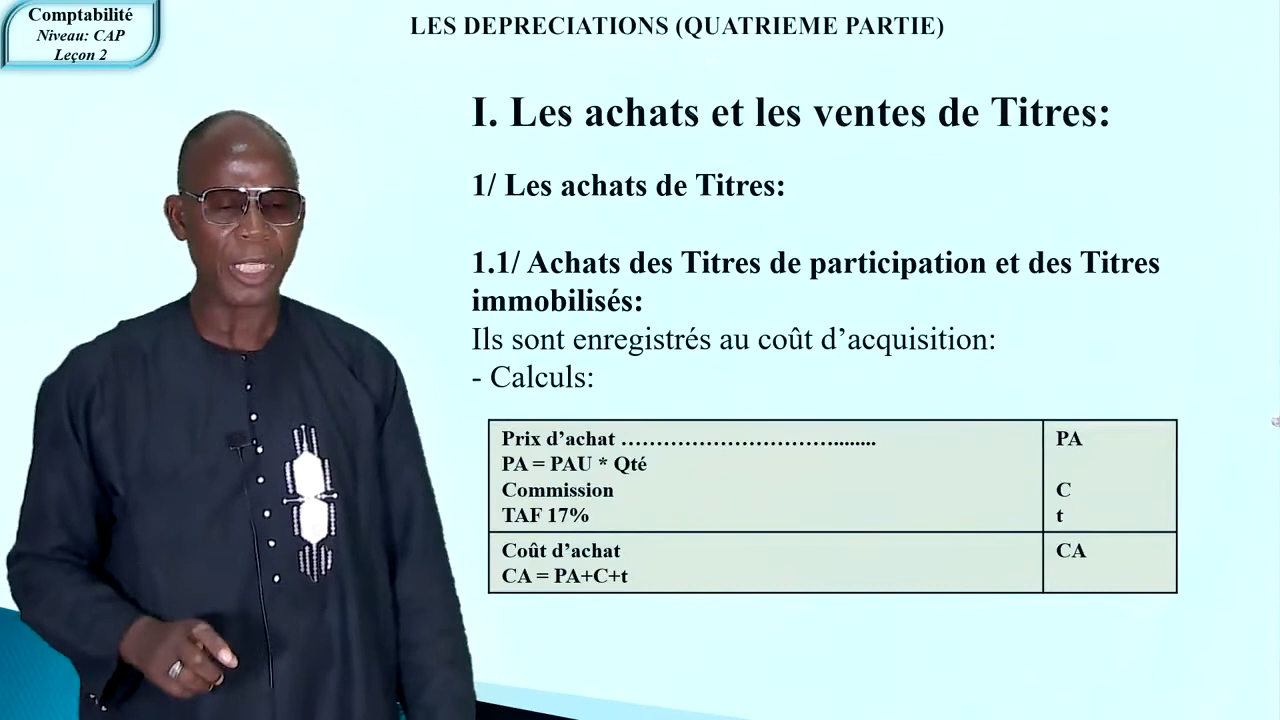 Comptabilité
Niveau: CAP
Leçon 2
LES DEPRECIATIONS (QUATRIEME PARTIE)
I. Les achats et les ventes de Titres:
1/ Les achats de Titres:
1.1/ Achats des Titres de participation et des Titres
immobilisés:
Ils sont enregistrés au coût d’acquisition:
- Calculs:
Prix d’achat ………………………….......... PA
PA = PAU * Qté
Commission C
TAF 17% t
Coût d’achat CA
CA = PA+C+t